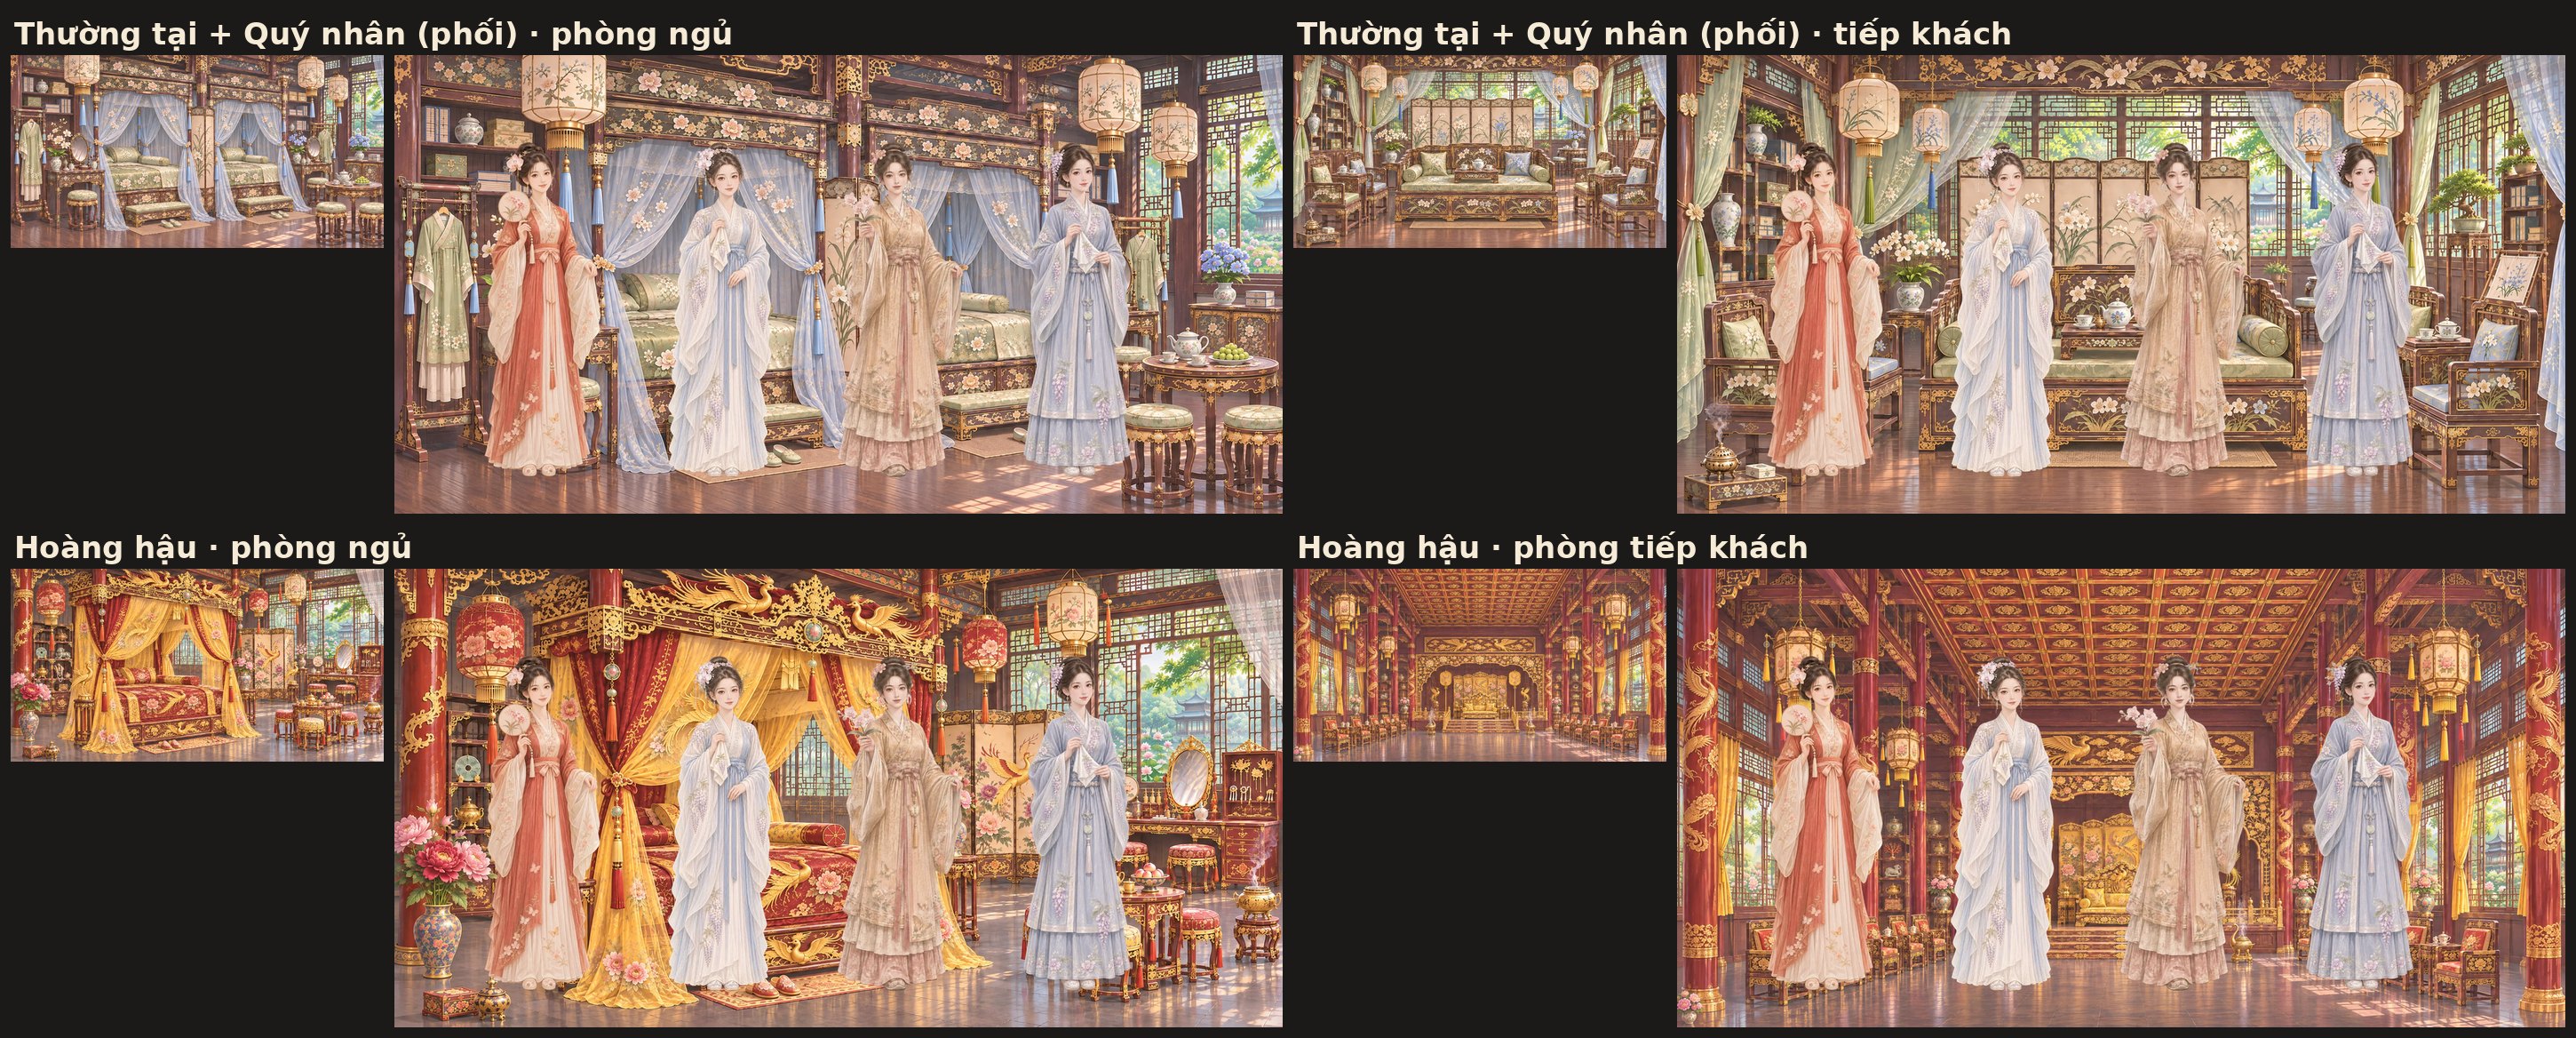 Thường tại + Quý nhân (phối) · phòng ngủ
Thường tại + Quý nhân (phối) · tiếp khách
Hoàng hậu · phòng ngủ
Hoàng hậu · phòng tiếp khách